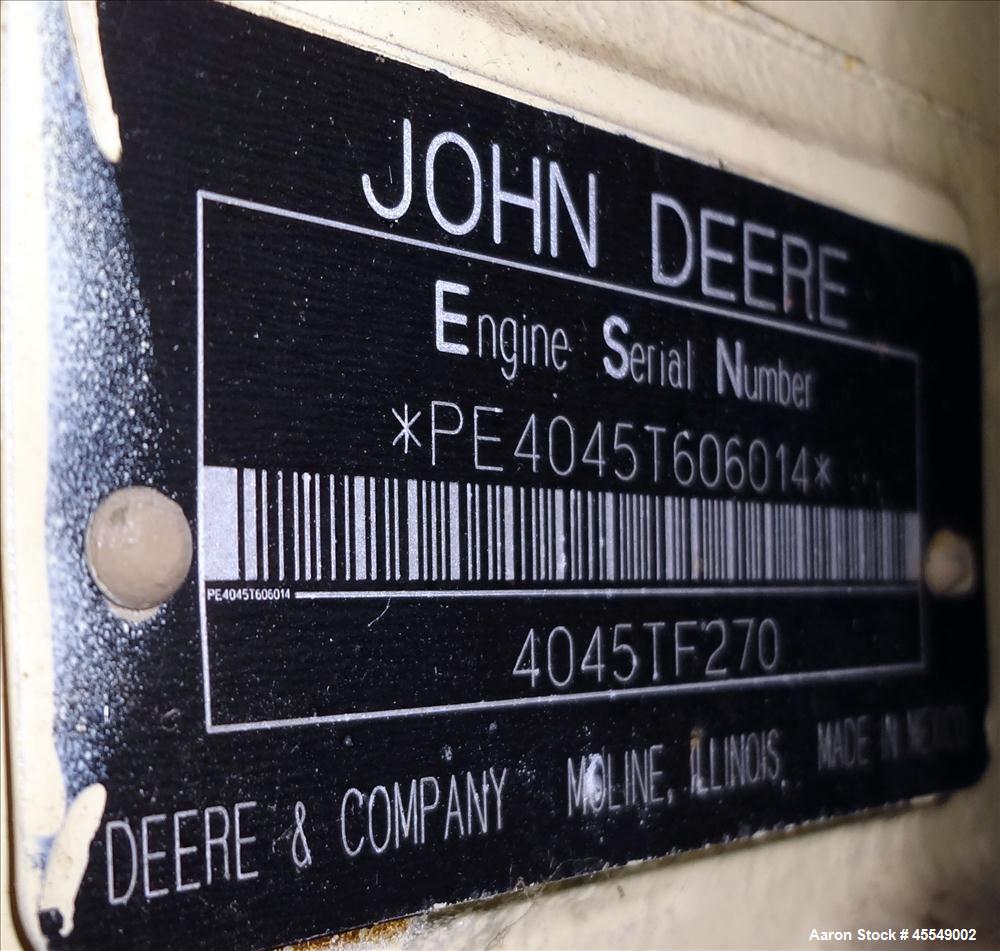 JOHN DEERE
Engine Serial Number
*PE4045T606014*
PE4045T606014
4045TF270
DEERE & COMPANY MOLINE, ILLINOIS MADE IN MEXICO
Aaron Stock # 45549002